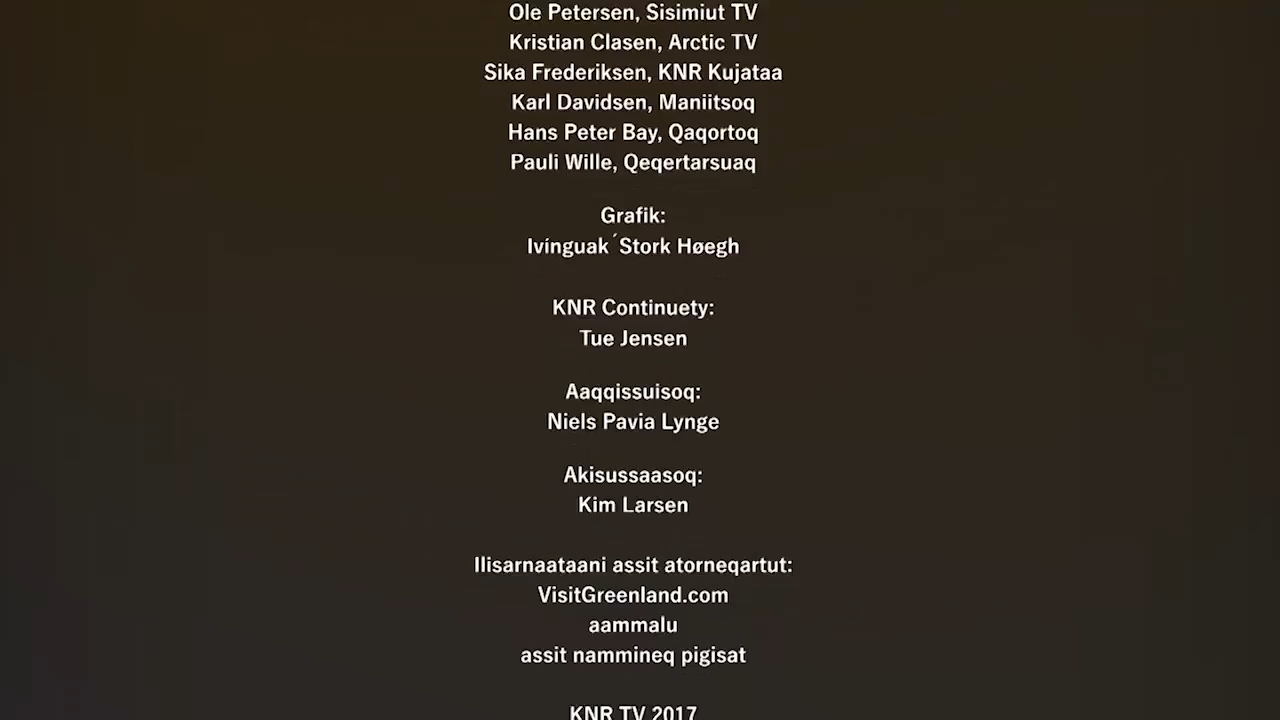 Ole Petersen, Sisimiut TV
Kristian Clasen, Arctic TV
Sika Frederiksen, KNR Kujataa
Karl Davidsen, Maniitsoq
Hans Peter Bay, Qaqortoq
Pauli Wille, Qeqertarsuaq
Grafik:
Ivínguak´Stork Høegh
KNR Continuety:
Tue Jensen
Aaqqissuisoq:
Niels Pavia Lynge
Akisussaasoq:
Kim Larsen
Ilisarnaataani assit atorneqartut:
VisitGreenland.com
aammalu
assit nammineq pigisat
KNR TV 2017